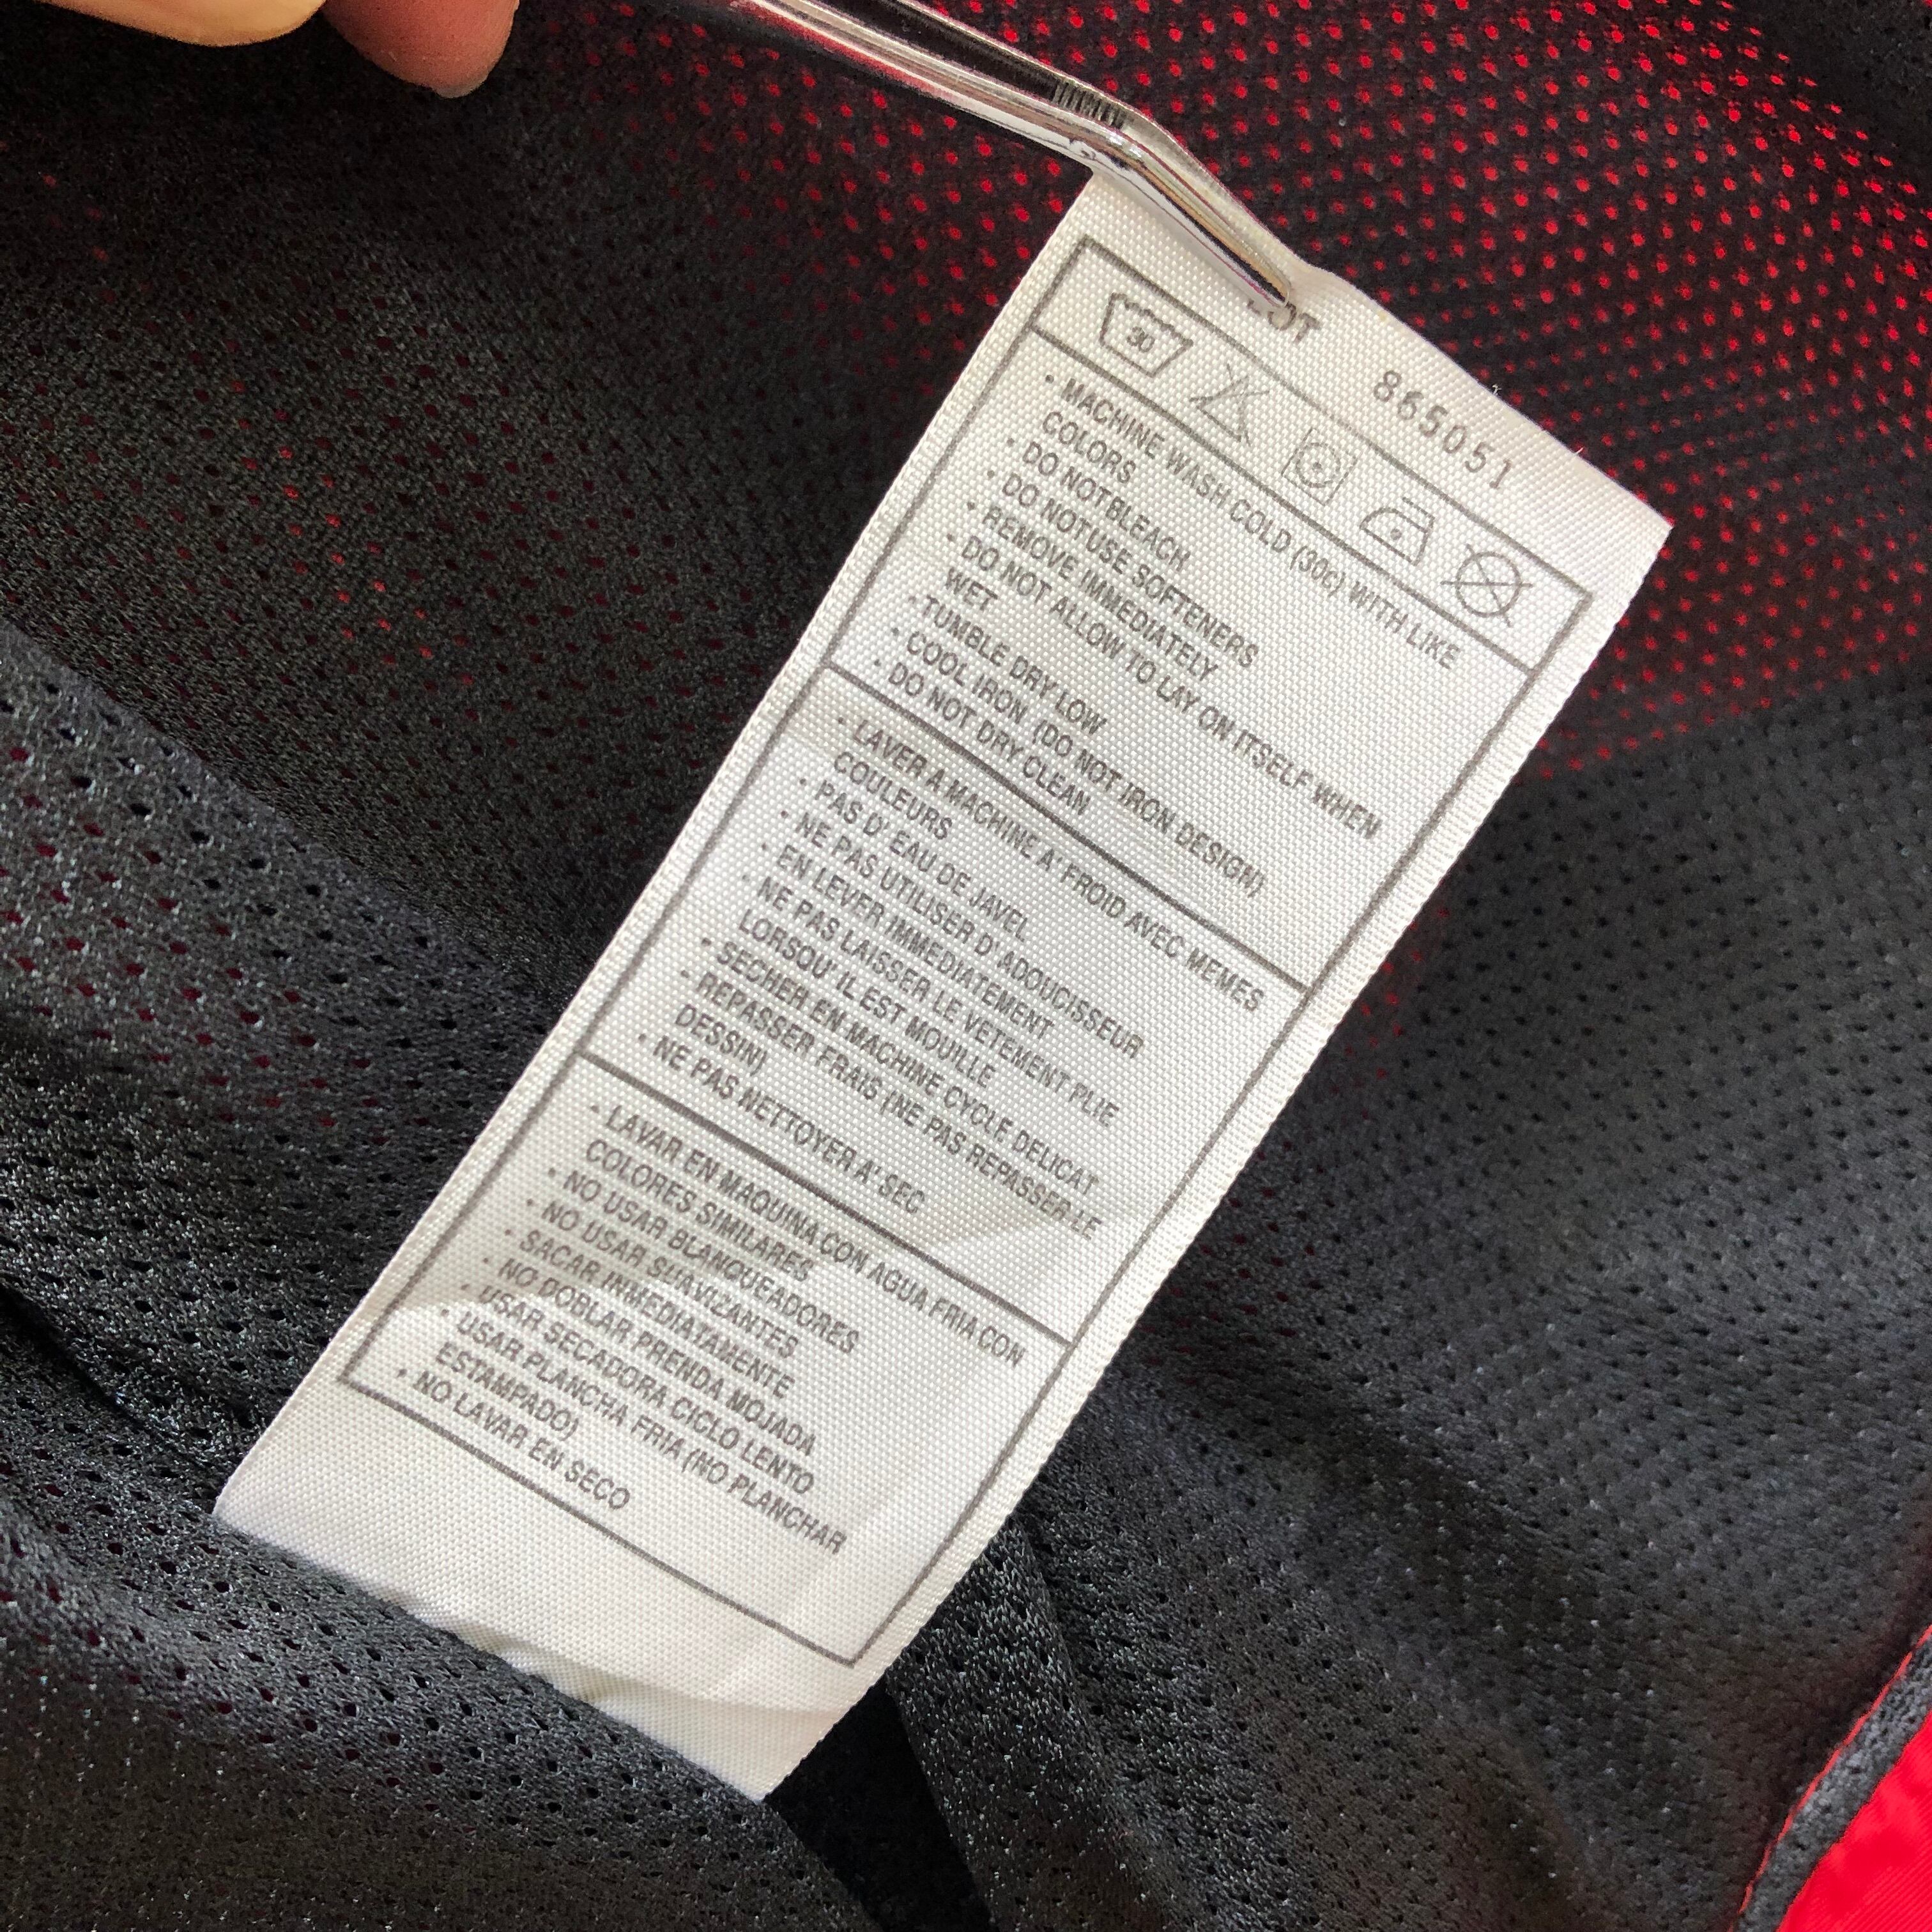 865051
30
• MACHINE WASH COLD (30c) WITH LIKE
COLORS
• DO NOT BLEACH
• DO NOT USE SOFTENERS
• REMOVE IMMEDIATELY
• DO NOT ALLOW TO LAY ON ITSELF WHEN
WET
• TUMBLE DRY LOW
• COOL IRON (DO NOT IRON DESIGN)
• DO NOT DRY CLEAN
• LAVER A MACHINE A' FROID AVEC MEMES
COULEURS
• PAS D' EAU DE JAVEL
• NE PAS UTILISER D' ADOUCISSEUR
• EN LEVER IMMEDIATEMENT
• NE PAS LAISSER LE VETEMENT PLIE
LORSQU' IL EST MOUILLE
• SECHER EN MACHINE CYCLE DELICAT
• REPASSER FRAIS (NE PAS REPASSER LE
DESSIN)
• NE PAS NETTOYER A' SEC
• LAVAR EN MAQUINA CON AGUA FRIA CON
COLORES SIMILARES
• NO USAR BLANQUEADORES
• NO USAR SUAVIZANTES
• SACAR INMEDIATAMENTE
• NO DOBLAR PRENDA MOJADA
• USAR SECADORA CICLO LENTO
• USAR PLANCHA FRIA (NO PLANCHAR
ESTAMPADO)
• NO LAVAR EN SECO